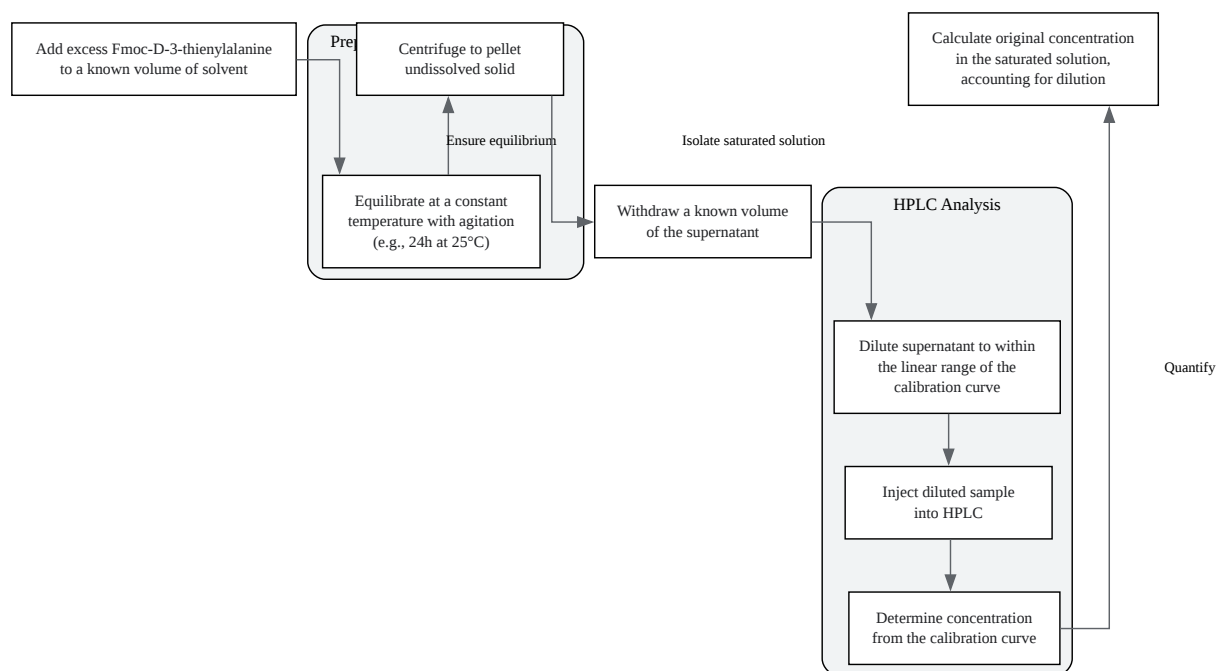 Add excess Fmoc-D-3-thienylalanine
to a known volume of solvent
Centrifuge to pellet
undissolved solid
Ensure equilibrium
Equilibrate at a constant
temperature with agitation
(e.g., 24h at 25°C)
Isolate saturated solution
Withdraw a known volume
of the supernatant
HPLC Analysis
Dilute supernatant to within
the linear range of the
calibration curve
Inject diluted sample
into HPLC
Determine concentration
from the calibration curve
Quantify
Calculate original concentration
in the saturated solution,
accounting for dilution